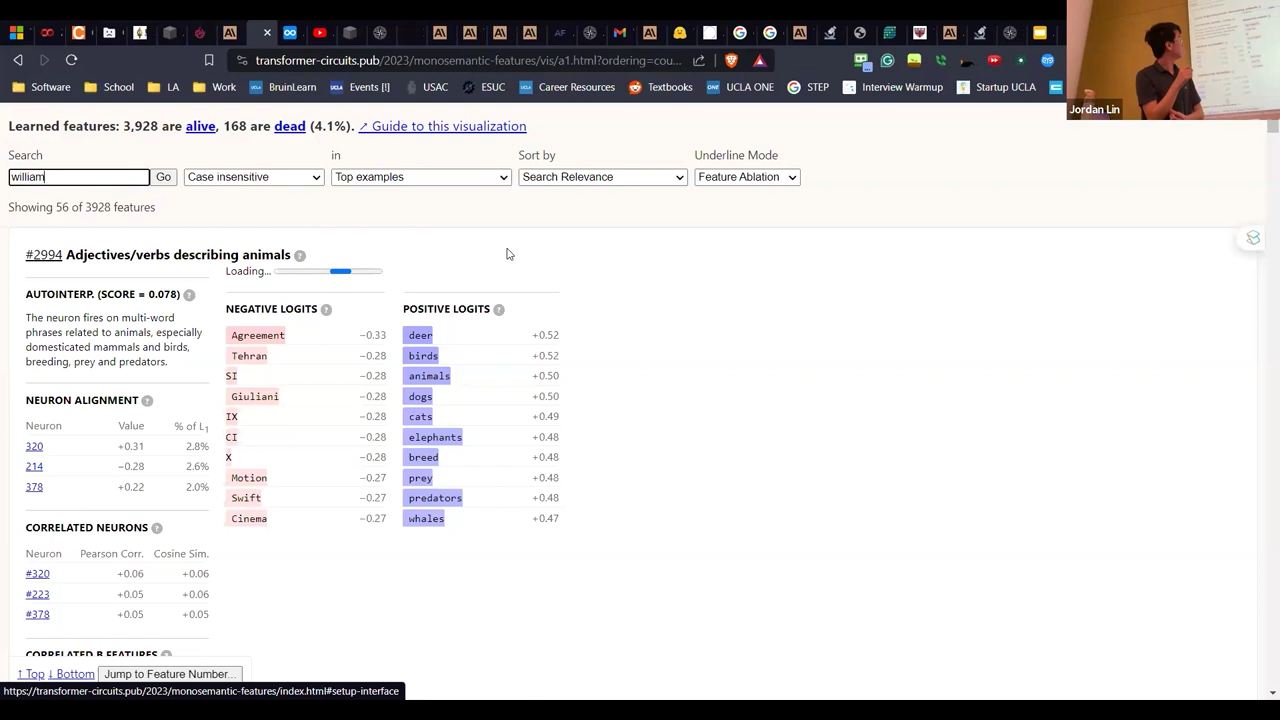 transformer-circuits.pub/2023/monosemantic-features/vis/a1.html?ordering=cou...
Software
School
LA
Work
BruinLearn
Events [!]
USAC
ESUC
Career Resources
Textbooks
UCLA ONE
STEP
Interview Warmup
Startup UCLA
Jordan Lin
Learned features: 3,928 are alive, 168 are dead (4.1%). ↗ Guide to this visualization
Search in Sort by Underline Mode
william Go Case insensitive Top examples Search Relevance Feature Ablation
Showing 56 of 3928 features
#2994 Adjectives/verbs describing animals ?
Loading...
AUTOINTERP. (SCORE = 0.078) ?
The neuron fires on multi-word
phrases related to animals, especially
domesticated mammals and birds,
breeding, prey and predators.
NEURON ALIGNMENT ?
Neuron Value % of L1
320 +0.31 2.8%
214 −0.28 2.6%
378 +0.22 2.0%
CORRELATED NEURONS ?
Neuron Pearson Corr. Cosine Sim.
#320 +0.06 +0.06
#223 +0.05 +0.06
#378 +0.05 +0.05
CORRELATED B FEATURES ?
NEGATIVE LOGITS ?
Agreement −0.33
Tehran −0.28
SI −0.28
Giuliani −0.28
IX −0.28
CI −0.28
X −0.28
Motion −0.27
Swift −0.27
Cinema −0.27
POSITIVE LOGITS ?
deer +0.52
birds +0.52
animals +0.50
dogs +0.50
cats +0.49
elephants +0.48
breed +0.48
prey +0.48
predators +0.48
whales +0.47
↑ Top ↓ Bottom Jump to Feature Number...
https://transformer-circuits.pub/2023/monosemantic-features/index.html#setup-interface